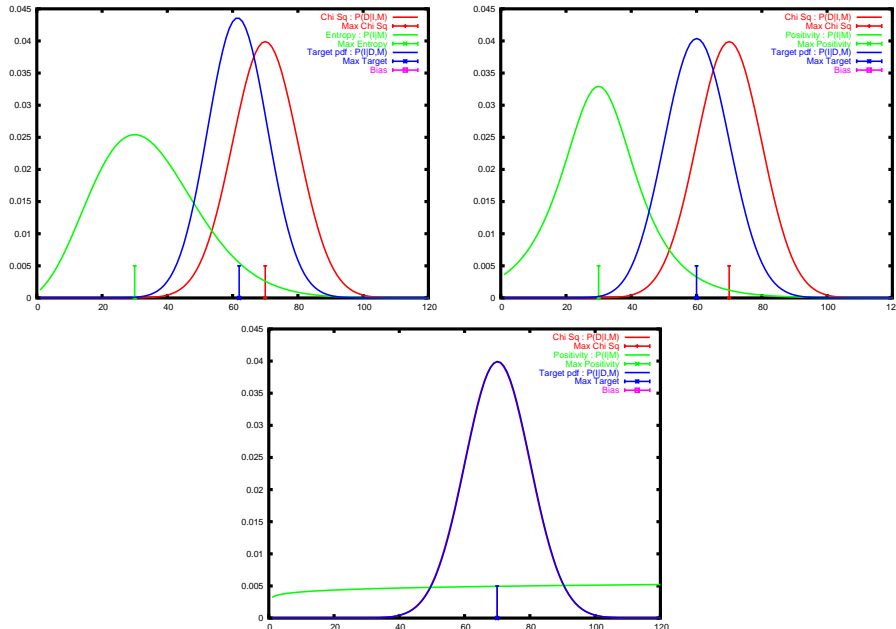 0.045
0.04
0.035
0.03
0.025
0.02
0.015
0.01
0.005
0
0 20 40 60 80 100 120
Chi Sq : P(D|I,M)
Max Chi Sq
Entropy : P(I|M)
Max Entropy
Target pdf : P(I|D,M)
Max Target
Bias
0.045
0.04
0.035
0.03
0.025
0.02
0.015
0.01
0.005
0
0 20 40 60 80 100 120
Chi Sq : P(D|I,M)
Max Chi Sq
Positivity : P(I|M)
Max Positivity
Target pdf : P(I|D,M)
Max Target
Bias
0.045
0.04
0.035
0.03
0.025
0.02
0.015
0.01
0.005
0
0 20 40 60 80 100 120
Chi Sq : P(D|I,M)
Max Chi Sq
Positivity : P(I|M)
Max Positivity
Target pdf : P(I|D,M)
Max Target
Bias